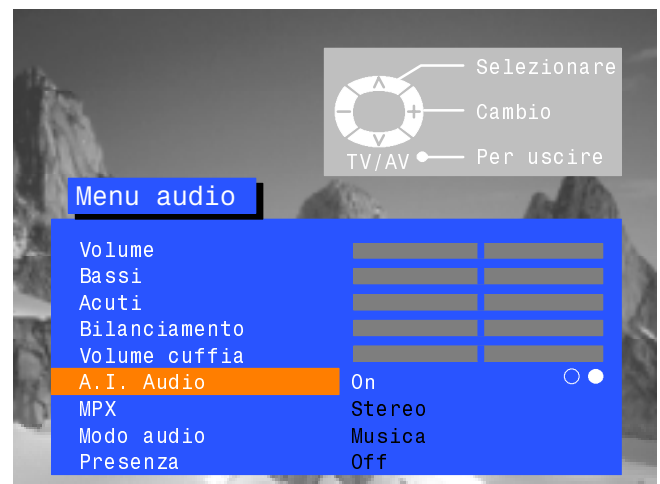 Selezionare
Cambio
TV/AV Per uscire
Menu audio
Volume
Bassi
Acuti
Bilanciamento
Volume cuffia
A.I. Audio On
MPX Stereo
Modo audio Musica
Presenza Off